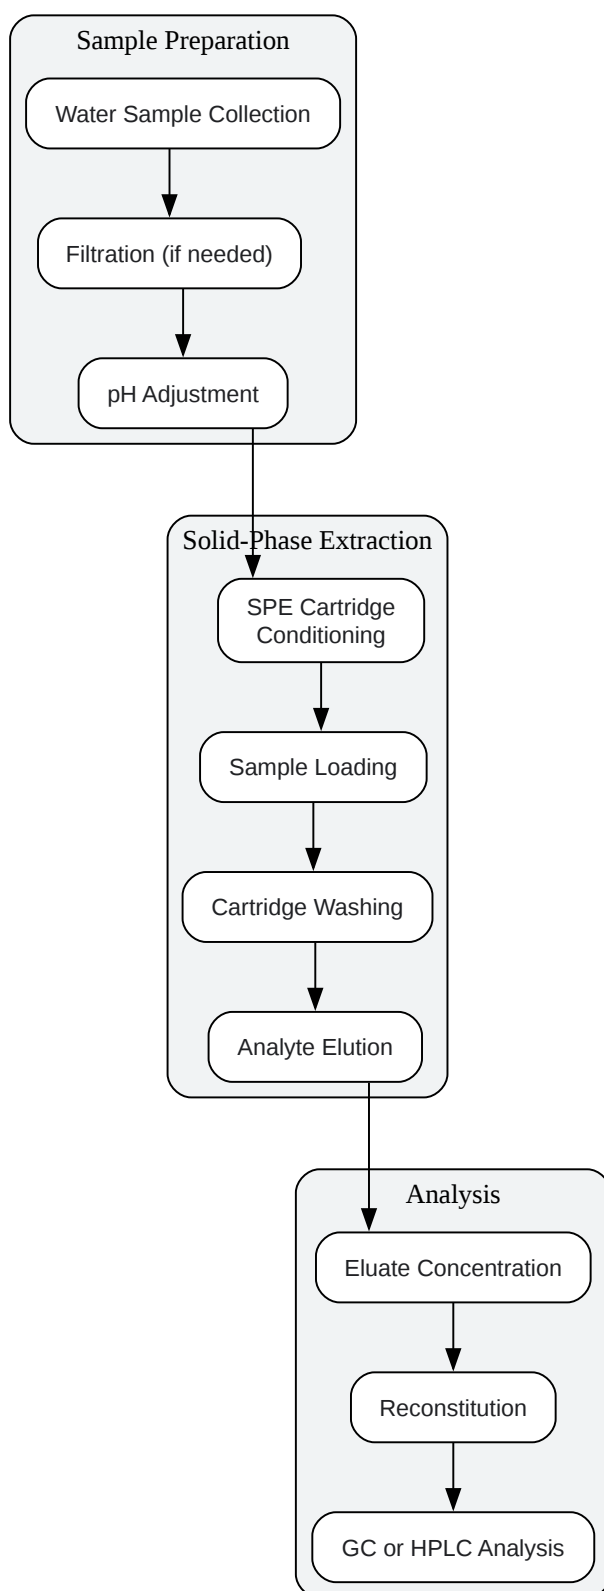 Sample Preparation
Water Sample Collection
Filtration (if needed)
pH Adjustment
Solid-Phase Extraction
SPE Cartridge
Conditioning
Sample Loading
Cartridge Washing
Analyte Elution
Analysis
Eluate Concentration
Reconstitution
GC or HPLC Analysis